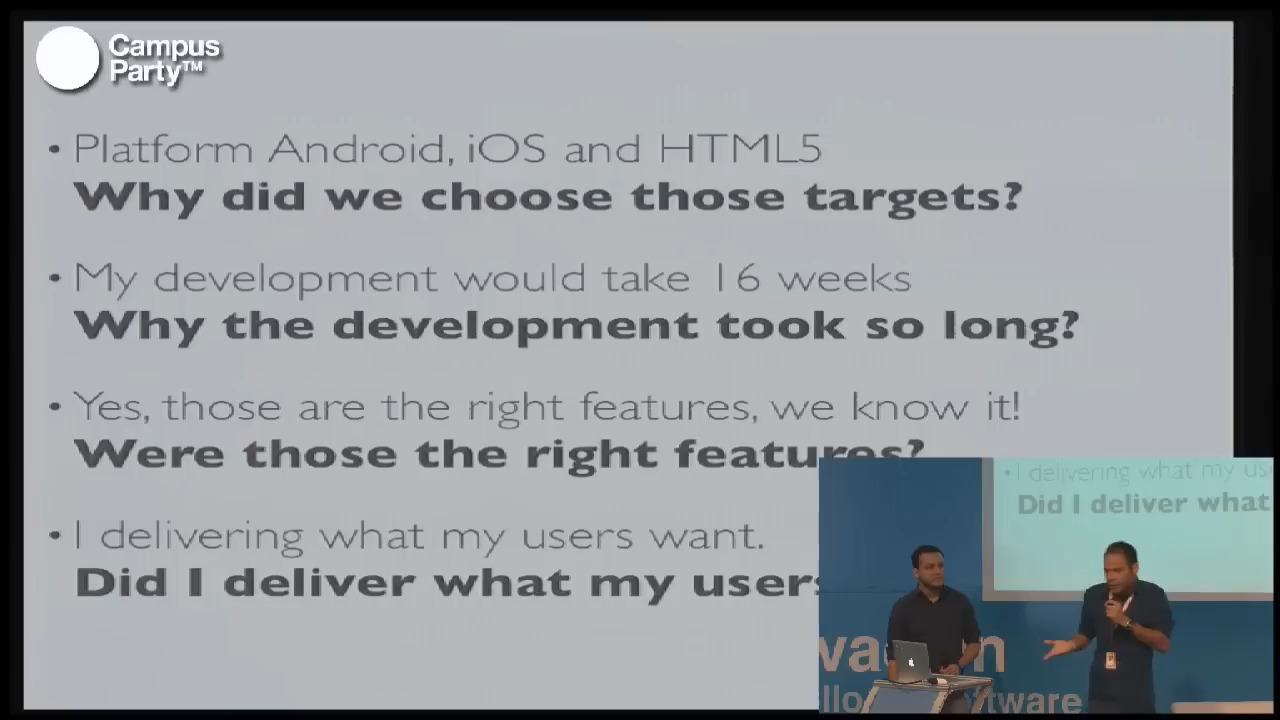 Campus
Party™
• Platform Android, iOS and HTML5
Why did we choose those targets?
• My development would take 16 weeks
Why the development took so long?
• Yes, those are the right features, we know it!
Were those the right features?
• I delivering what my users want.
Did I deliver what my users
• I delivering what my
Did I deliver what